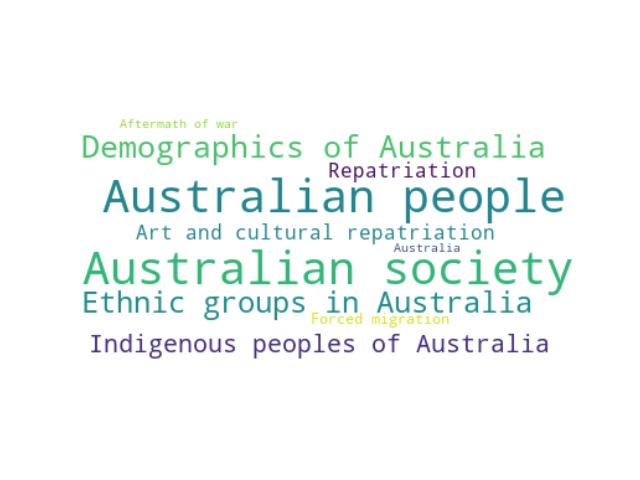 Aftermath of war
Demographics of Australia
Repatriation
Australian people
Art and cultural repatriation
Australia
Australian society
Ethnic groups in Australia
Forced migration
Indigenous peoples of Australia